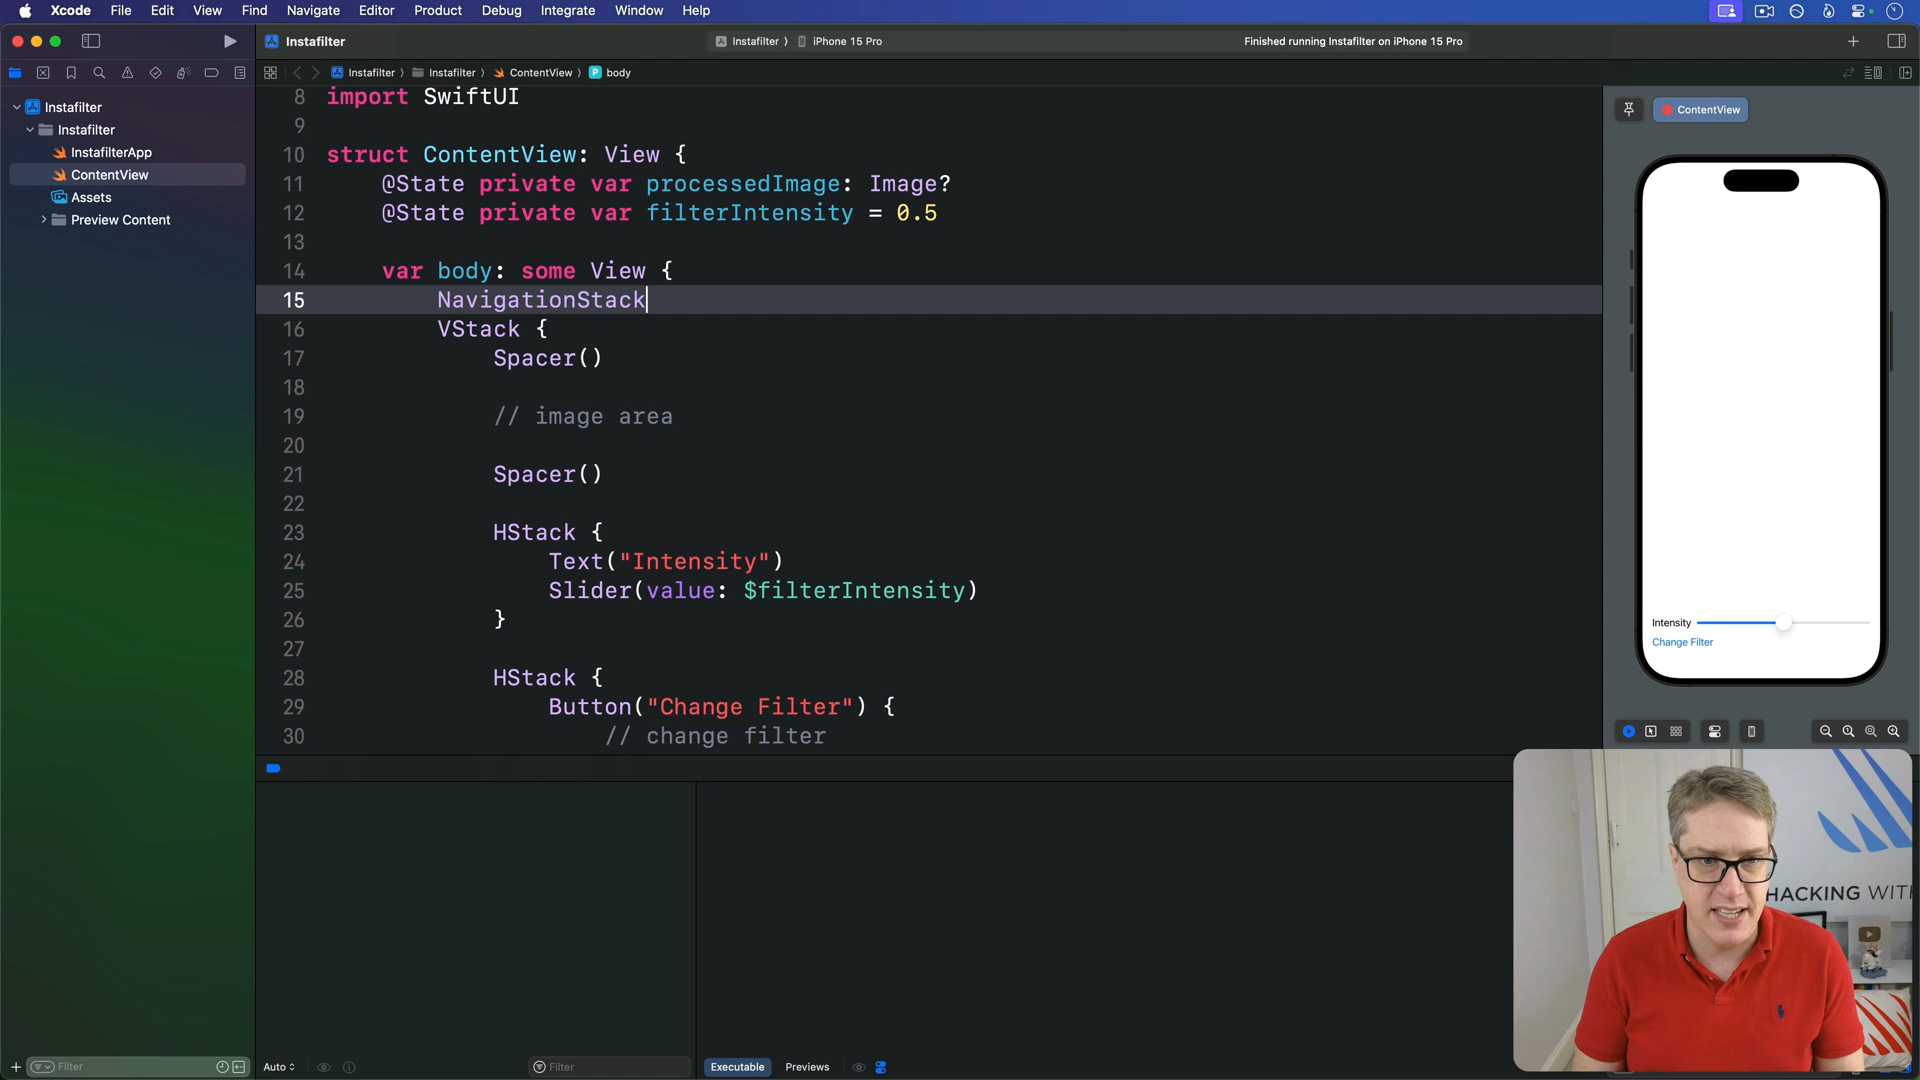 Xcode File Edit View Find Navigate Editor Product Debug Integrate Window Help
Instafilter
Instafilter 〉 iPhone 15 Pro
Finished running Instafilter on iPhone 15 Pro
Instafilter 〉 Instafilter 〉 ContentView 〉 P body
Instafilter
Instafilter
InstafilterApp
ContentView
Assets
Preview Content
8 import SwiftUI
9
10 struct ContentView: View {
11 @State private var processedImage: Image?
12 @State private var filterIntensity = 0.5
13
14 var body: some View {
15 NavigationStack
16 VStack {
17 Spacer()
18
19 // image area
20
21 Spacer()
22
23 HStack {
24 Text("Intensity")
25 Slider(value: $filterIntensity)
26 }
27
28 HStack {
29 Button("Change Filter") {
30 // change filter
ContentView
Intensity
Change Filter
HACKING WITH
Filter
Auto
Filter
Executable Previews